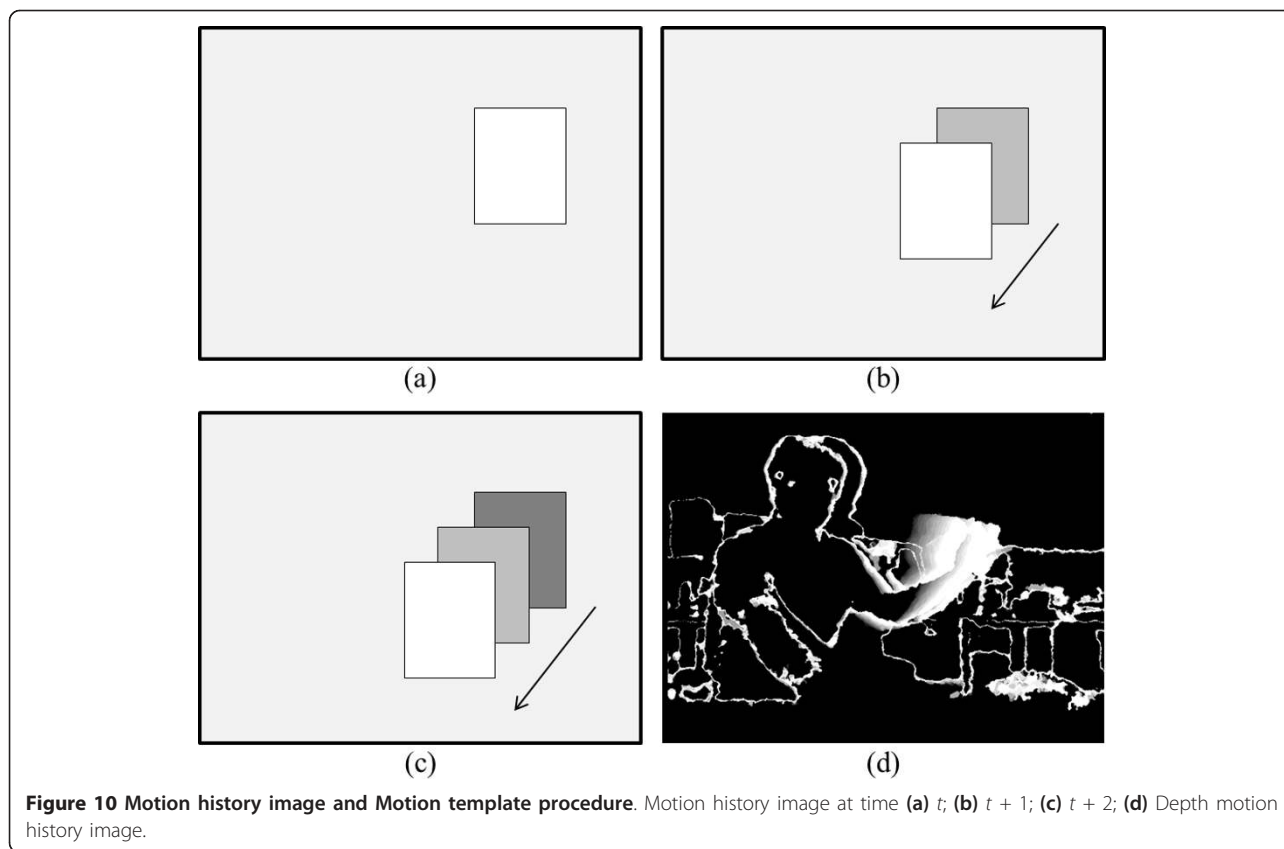 (a)
(b)
(c)
(d)
Figure 10 Motion history image and Motion template procedure. Motion history image at time (a) t; (b) t + 1; (c) t + 2; (d) Depth motion
history image.